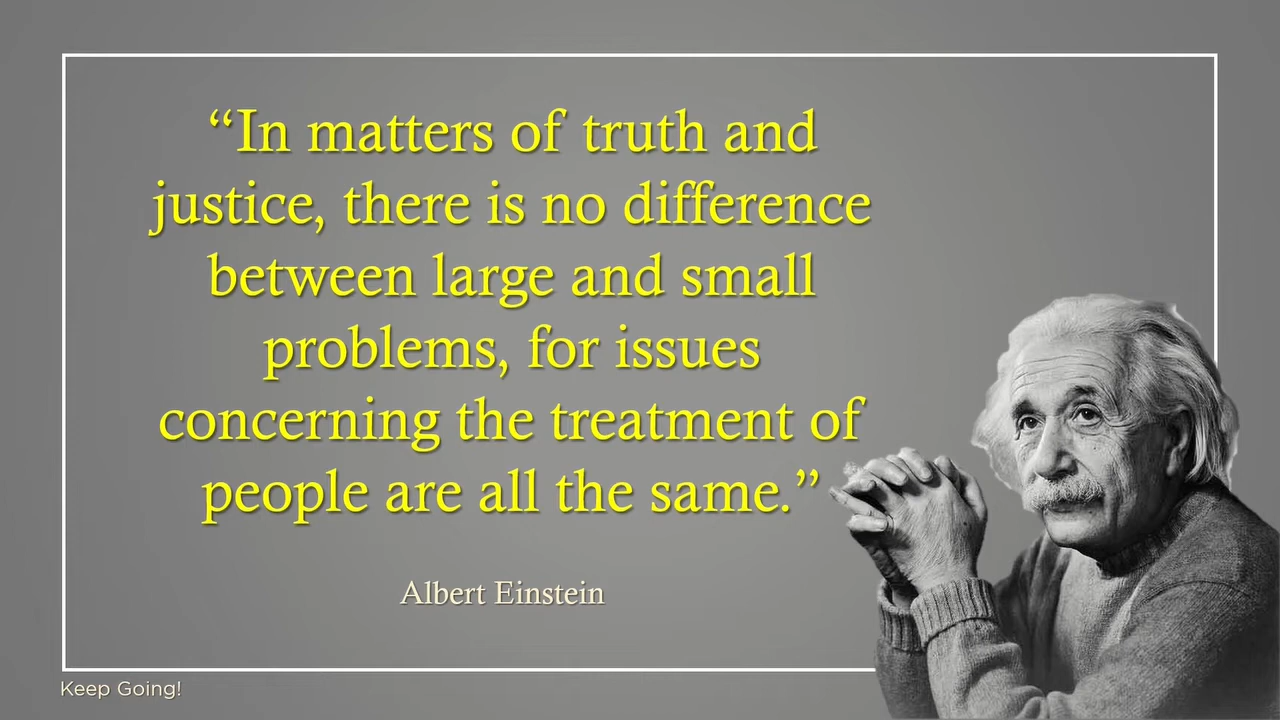 “In matters of truth and
justice, there is no difference
between large and small
problems, for issues
concerning the treatment of
people are all the same.”
Albert Einstein
Keep Going!